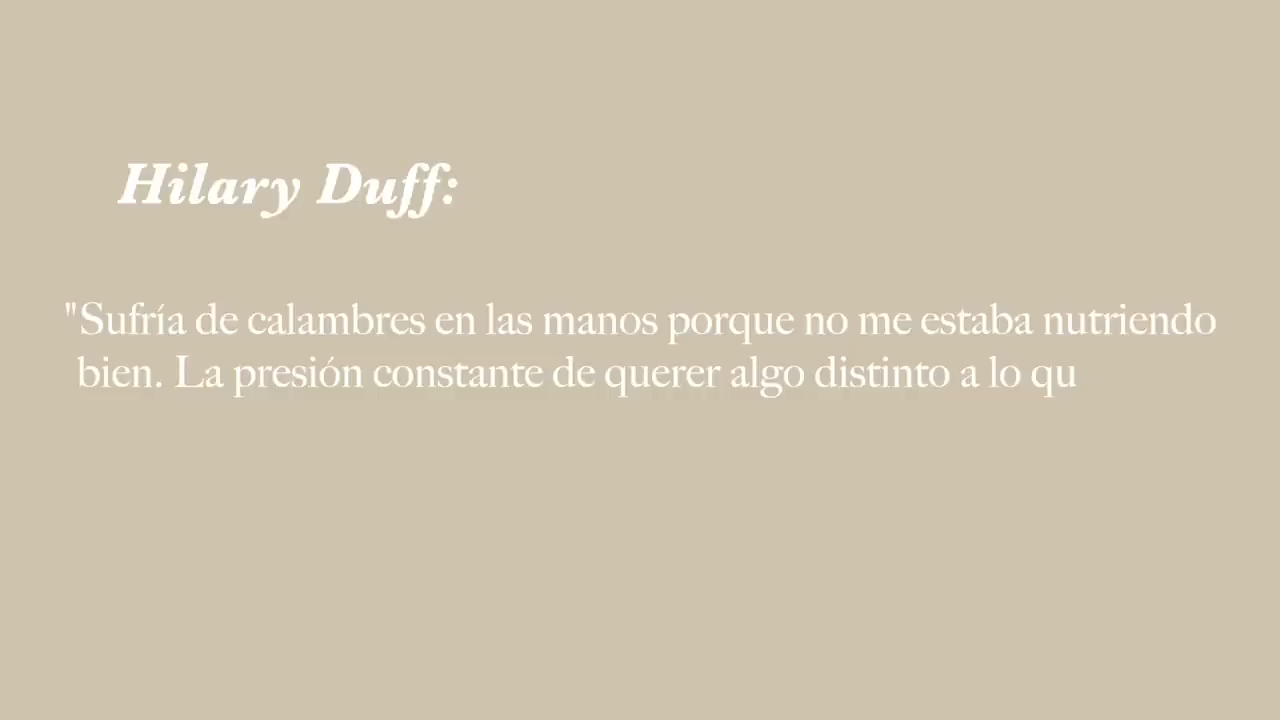 Hilary Duff:
"Sufría de calambres en las manos porque no me estaba nutriendo
bien. La presión constante de querer algo distinto a lo qu